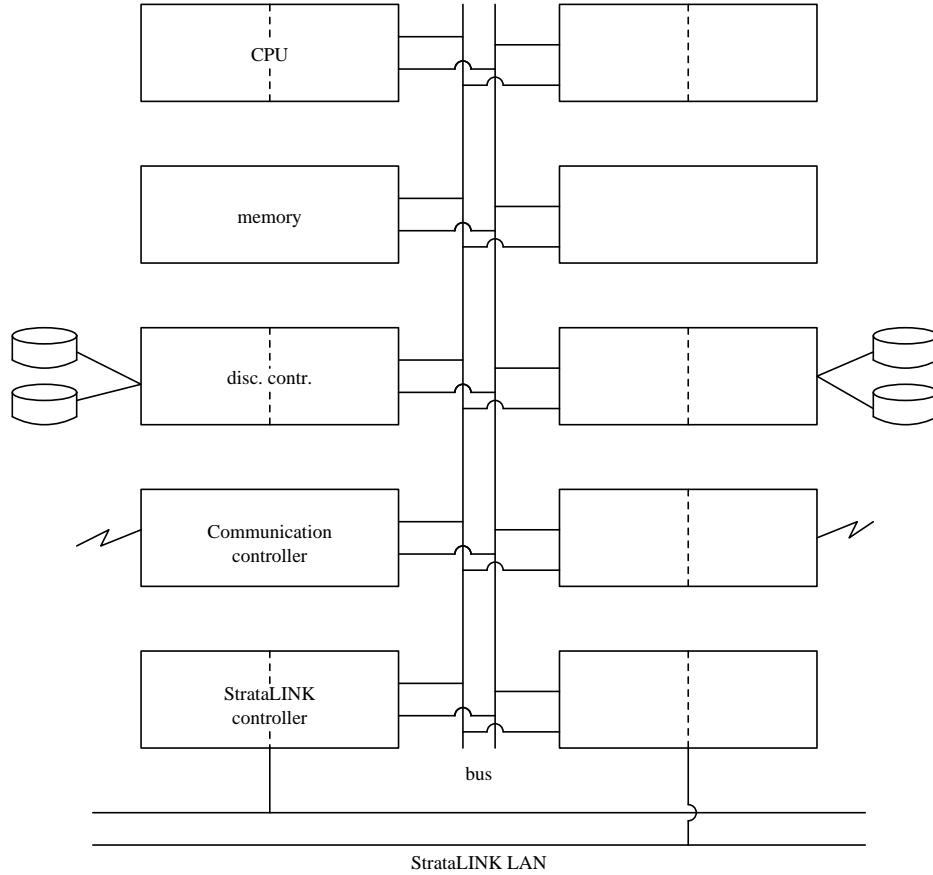 CPU
memory
disc. contr.
Communication
controller
StrataLINK
controller
bus
StrataLINK LAN